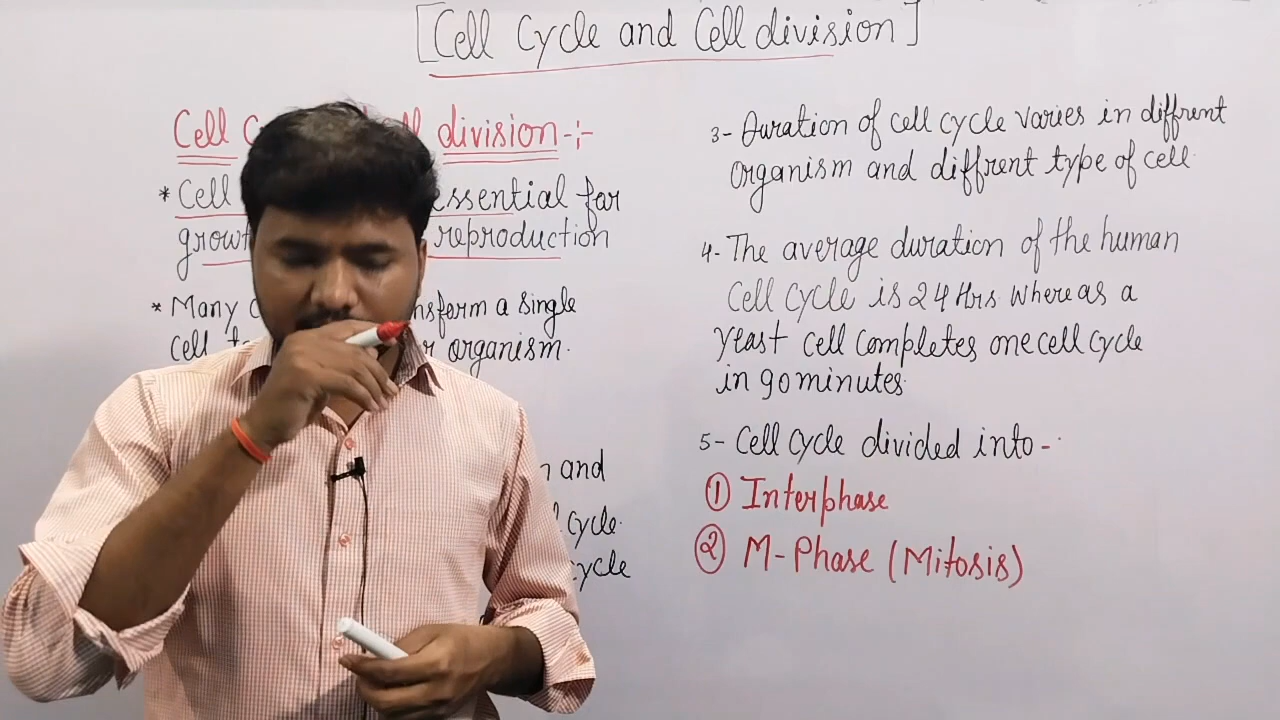 [Cell Cycle and Cell division]
Cell division-:-
* Cell essential for
growt reproduction
* Many a single
cell organism.
and
cycle.
cycle
3- Duration of cell cycle varies in diffrent
organism and diffrent type of cell.
4- The average duration of the human
Cell Cycle is 24 Hrs whereas a
yeast cell completes one cell cycle
in 90 minutes.
5- Cell cycle divided into-
① Interphase
② M-Phase (Mitosis)